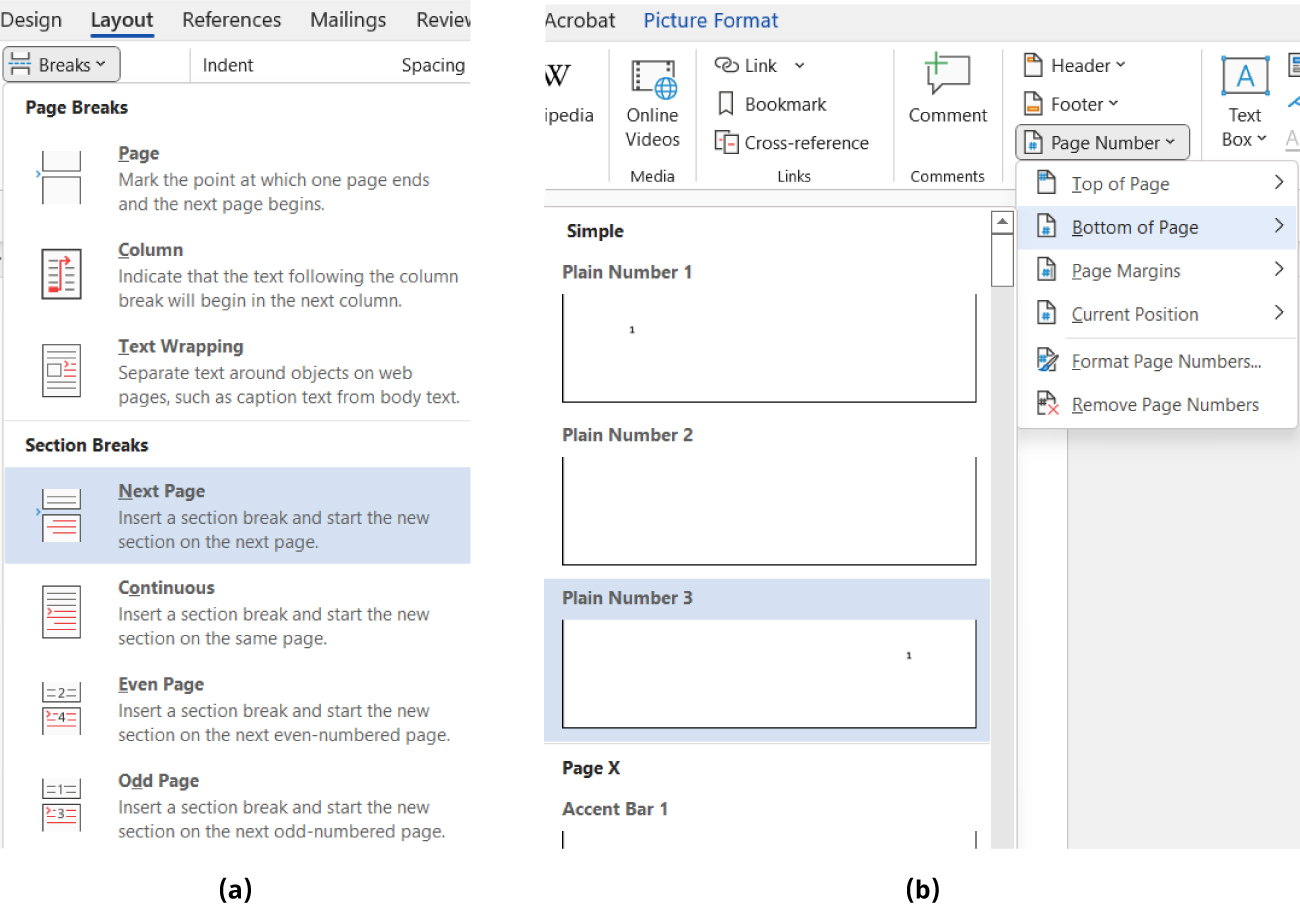 Design Layout References Mailings Review
Breaks
Indent Spacing
Page Breaks
Page
Mark the point at which one page ends
and the next page begins.
Column
Indicate that the text following the column
break will begin in the next column.
Text Wrapping
Separate text around objects on web
pages, such as caption text from body text.
Section Breaks
Next Page
Insert a section break and start the new
section on the next page.
Continuous
Insert a section break and start the new
section on the same page.
=2=
=4=
Even Page
Insert a section break and start the new
section on the next even-numbered page.
=1=
=3=
Odd Page
Insert a section break and start the new
section on the next odd-numbered page.
(a)
Acrobat Picture Format
W
ipedia
Online
Videos
Media
Link
Bookmark
Cross-reference
Links
Comment
Comments
Header
Footer
# Page Number
A
Text
Box
A
Top of Page
# Bottom of Page
# Page Margins
# Current Position
# Format Page Numbers...
# Remove Page Numbers
Simple
Plain Number 1
1
Plain Number 2
Plain Number 3
1
Page X
Accent Bar 1
(b)